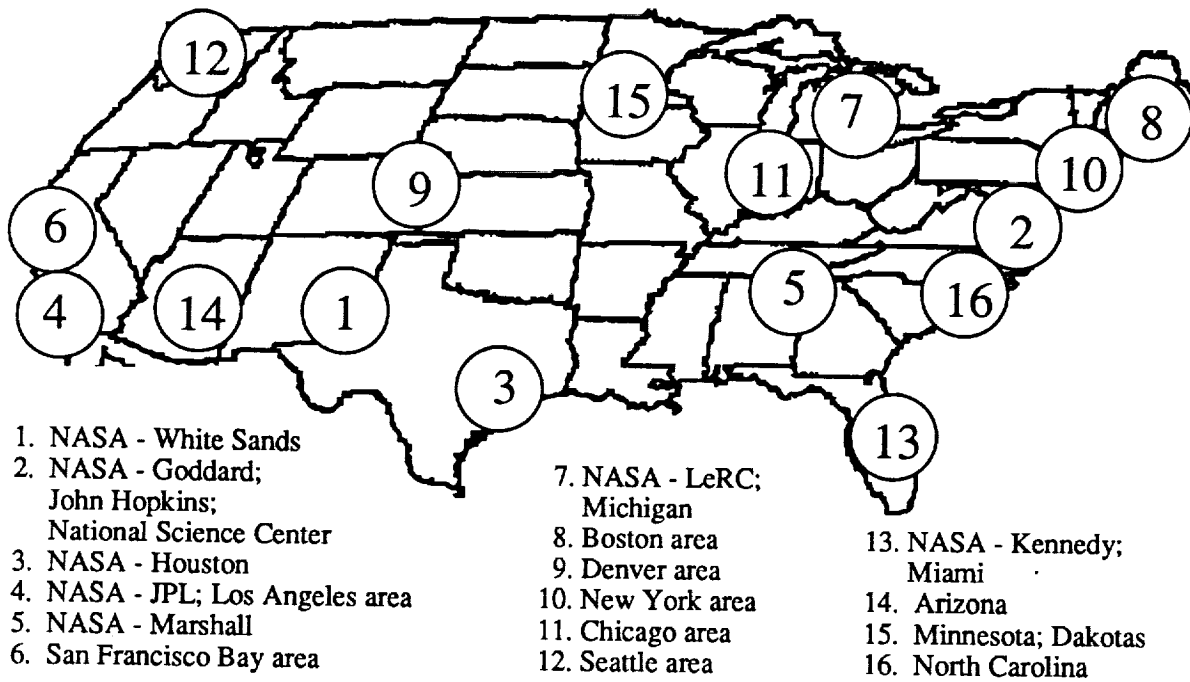 12
15
7
8
9
11
10
6
2
4
14
1
5
16
3
13
1. NASA - White Sands
2. NASA - Goddard;
John Hopkins;
National Science Center
3. NASA - Houston
4. NASA - JPL; Los Angeles area
5. NASA - Marshall
6. San Francisco Bay area
7. NASA - LeRC;
Michigan
8. Boston area
9. Denver area
10. New York area
11. Chicago area
12. Seattle area
13. NASA - Kennedy;
Miami
14. Arizona
15. Minnesota; Dakotas
16. North Carolina